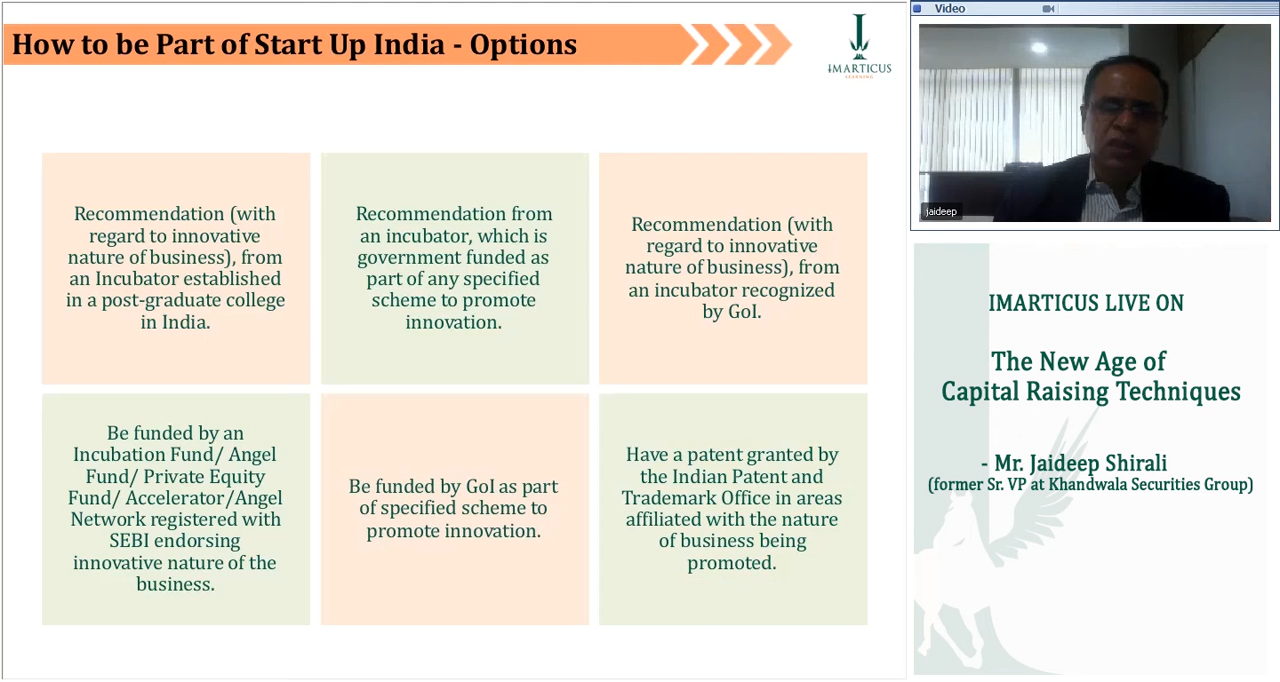 How to be Part of Start Up India - Options
IMARTICUS
LEARNING
Recommendation (with
regard to innovative
nature of business), from
an Incubator established
in a post-graduate college
in India.
Recommendation from
an incubator, which is
government funded as
part of any specified
scheme to promote
innovation.
Recommendation (with
regard to innovative
nature of business), from
an incubator recognized
by GoI.
Be funded by an
Incubation Fund/ Angel
Fund/ Private Equity
Fund/ Accelerator/Angel
Network registered with
SEBI endorsing
innovative nature of the
business.
Be funded by GoI as part
of specified scheme to
promote innovation.
Have a patent granted by
the Indian Patent and
Trademark Office in areas
affiliated with the nature
of business being
promoted.
Video
jaideep
IMARTICUS LIVE ON
The New Age of
Capital Raising Techniques
- Mr. Jaideep Shirali
(former Sr. VP at Khandwala Securities Group)